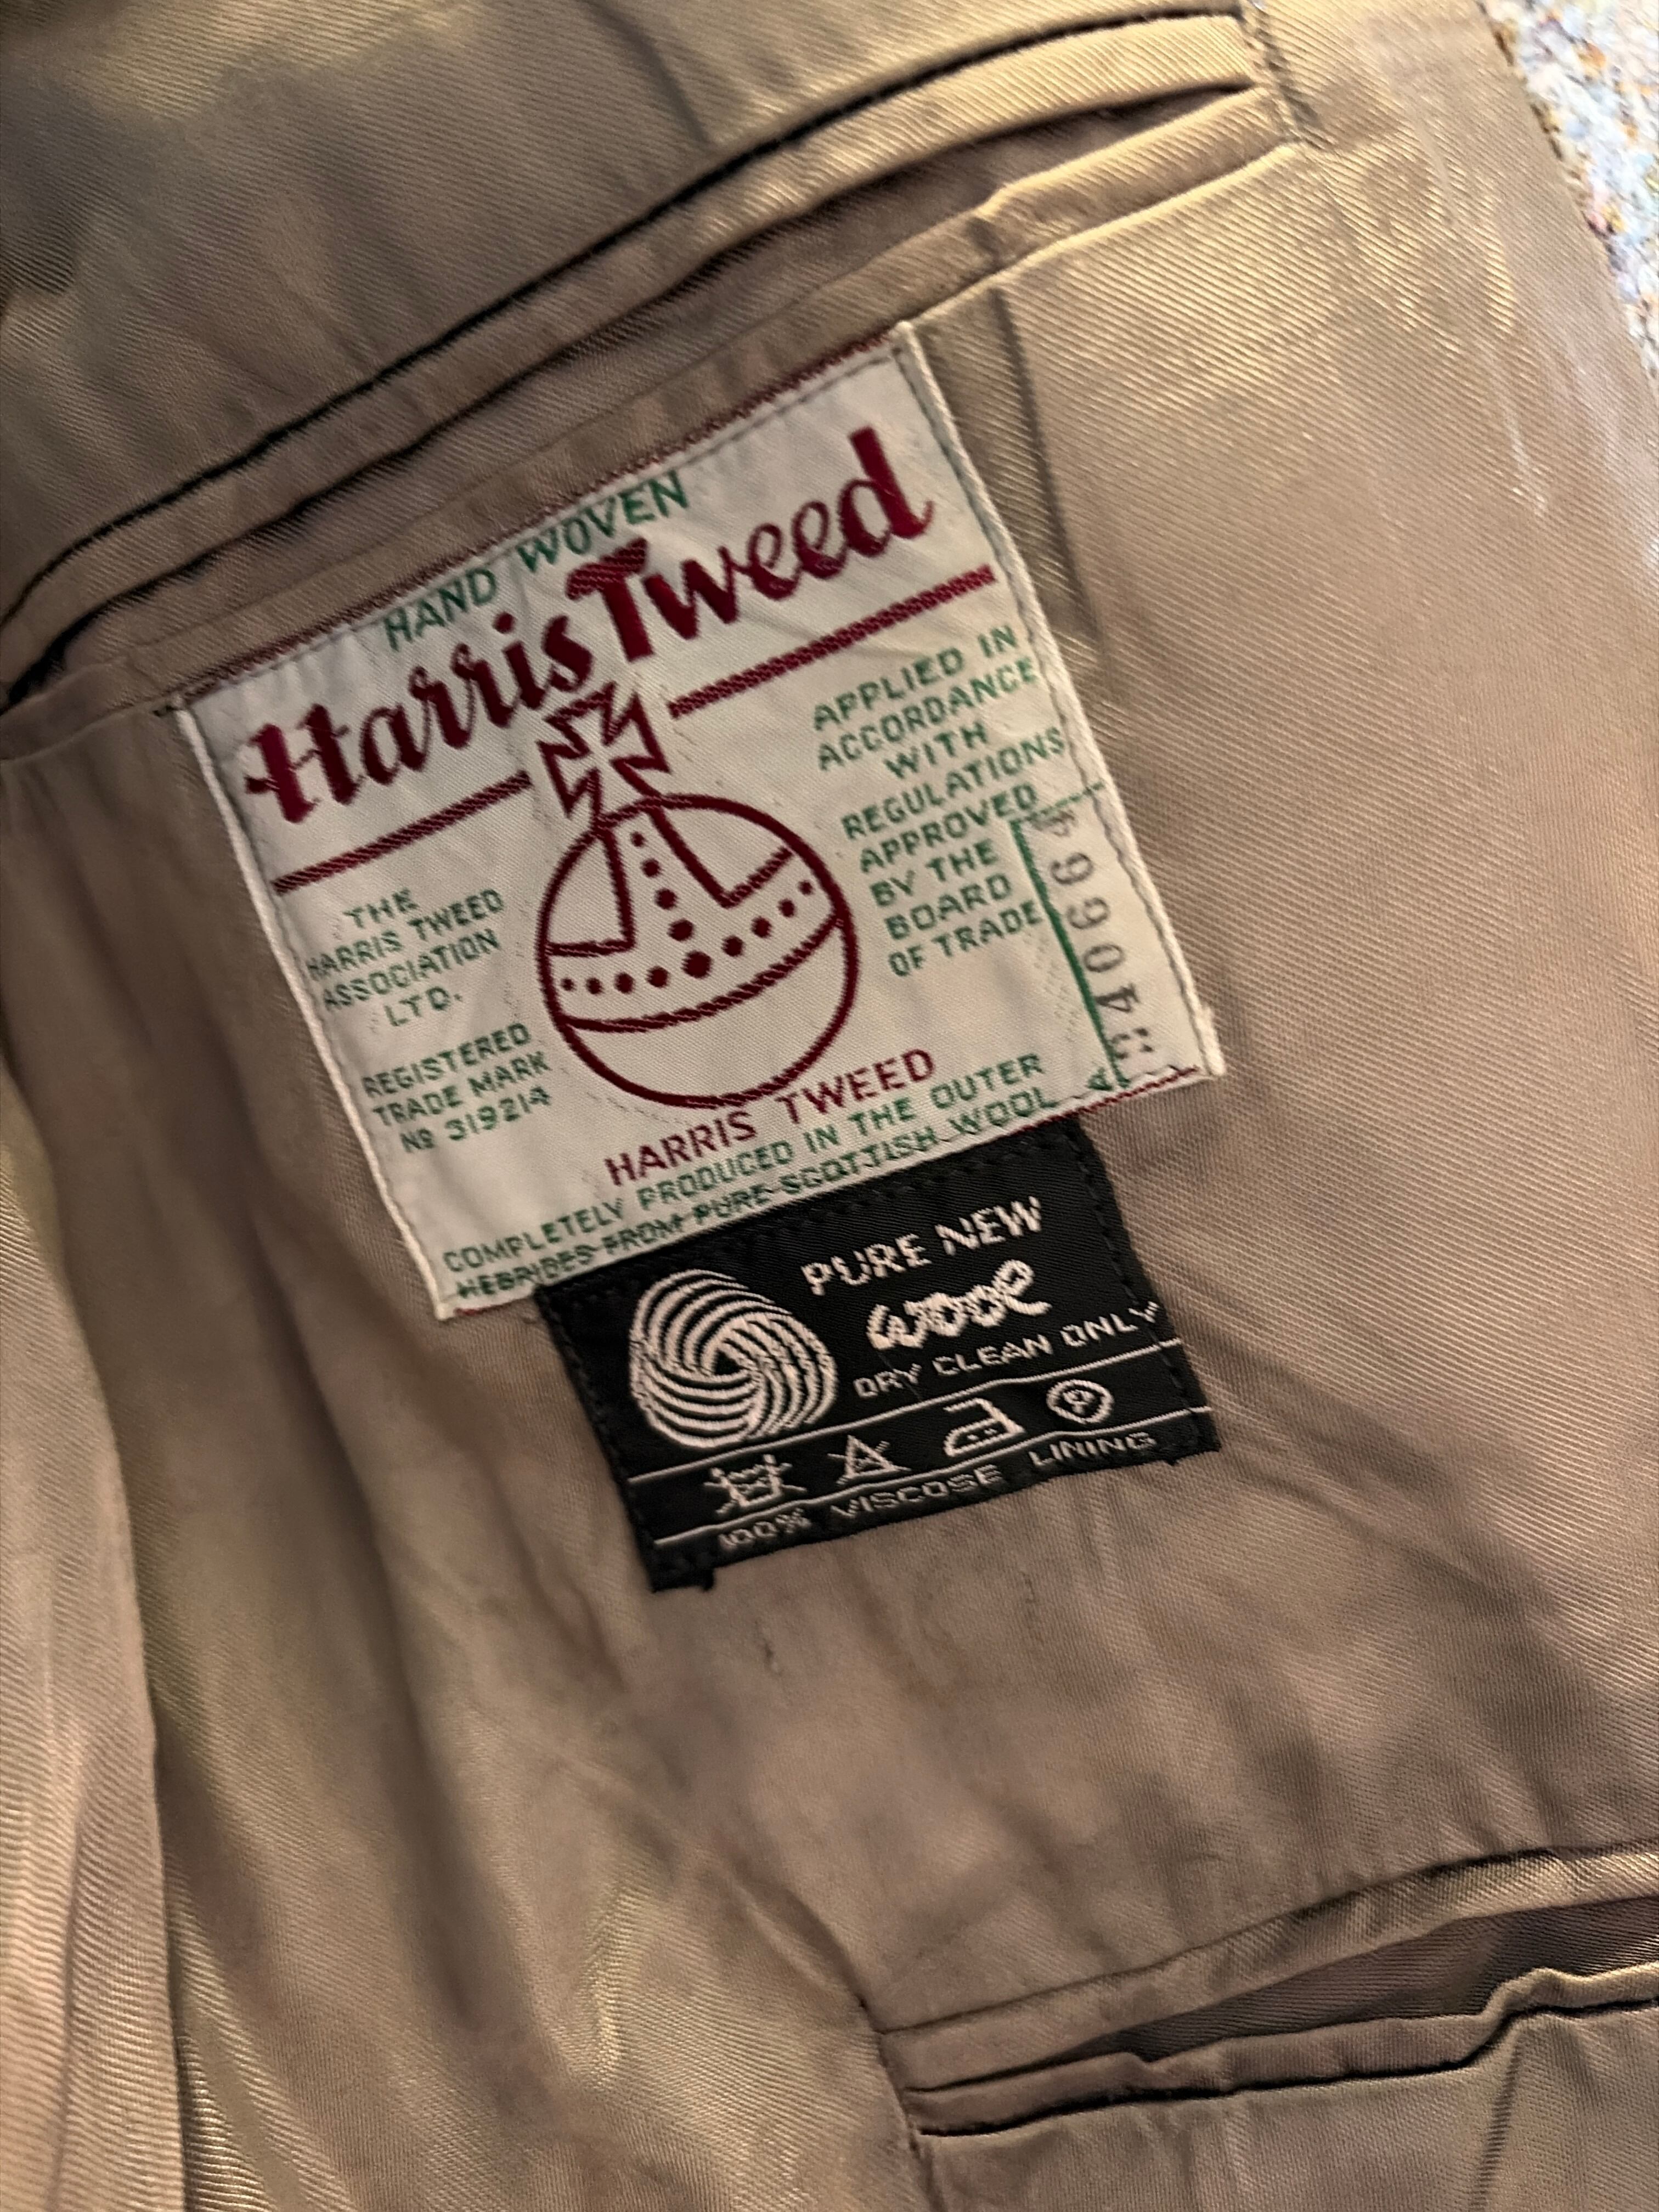 HAND WOVEN
Harris Tweed
THE
HARRIS TWEED
ASSOCIATION
LTD.
REGISTERED
TRADE MARK
No 319214
APPLIED IN
ACCORDANCE
WITH
REGULATIONS
APPROVED
BY THE
BOARD
OF TRADE
HARRIS TWEED
COMPLETELY PRODUCED IN THE OUTER
HEBRIDES FROM PURE SCOTTISH WOOL
PURE NEW
wool
DRY CLEAN ONLY
P
100% VISCOSE LINING